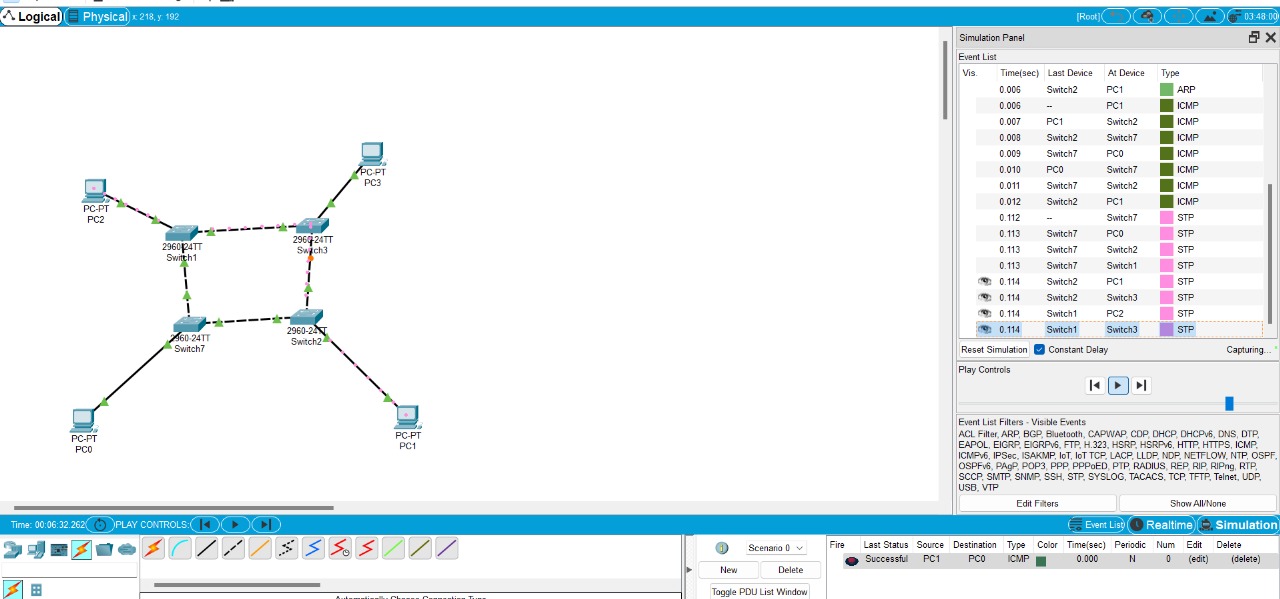 Logical Physical x: 218, y: 192 [Root] 03:48:00
Simulation Panel
Event List
Vis. Time(sec) Last Device At Device Type
0.006 Switch2 PC1 ARP
0.006 -- PC1 ICMP
0.007 PC1 Switch2 ICMP
0.008 Switch2 Switch7 ICMP
0.009 Switch7 PC0 ICMP
0.010 PC0 Switch7 ICMP
0.011 Switch7 Switch2 ICMP
0.012 Switch2 PC1 ICMP
0.112 -- Switch7 STP
0.113 Switch7 PC0 STP
0.113 Switch7 Switch2 STP
0.113 Switch7 Switch1 STP
0.114 Switch2 PC1 STP
0.114 Switch2 Switch3 STP
0.114 Switch1 PC2 STP
0.114 Switch1 Switch3 STP
Reset Simulation Constant Delay Capturing...
Play Controls
Event List Filters - Visible Events
ACL Filter, ARP, BGP, Bluetooth, CAPWAP, CDP, DHCP, DHCPv6, DNS, DTP,
EAPOL, EIGRP, EIGRPv6, FTP, H.323, HSRP, HSRPv6, HTTP, HTTPS, ICMP,
ICMPv6, IPSec, ISAKMP, IoT, IoT TCP, LACP, LLDP, NDP, NETFLOW, NTP, OSPF,
OSPFv6, PAgP, POP3, PPP, PPPoED, PTP, RADIUS, REP, RIP, RIPng, RTP,
SCCP, SMTP, SNMP, SSH, STP, SYSLOG, TACACS, TCP, TFTP, Telnet, UDP,
USB, VTP
Edit Filters Show All/None
PC-PT
PC3
PC-PT
PC2
2960-24TT
Switch1
2960-24TT
Switch3
2960-24TT
Switch7
2960-24TT
Switch2
PC-PT
PC0
PC-PT
PC1
Time: 00:06:32.262 PLAY CONTROLS: Event List Realtime Simulation
Scenario 0
New Delete
Toggle PDU List Window
Fire Last Status Source Destination Type Color Time(sec) Periodic Num Edit Delete
Successful PC1 PC0 ICMP 0.000 N 0 (edit) (delete)
Automatically Choose Connection Type